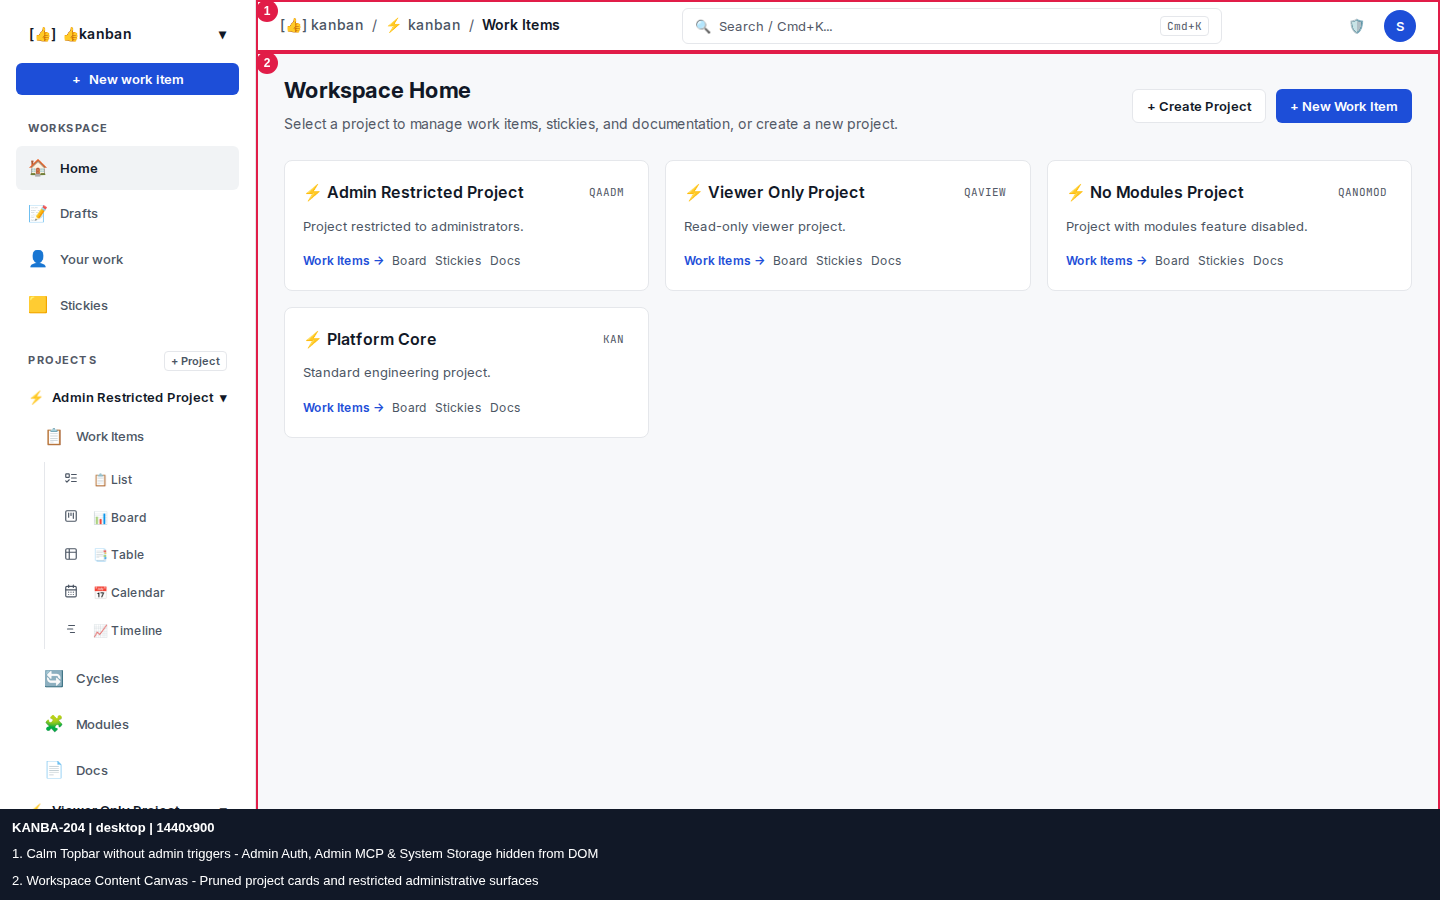 [👍] 👍kanban ▾
+ New work item
WORKSPACE
🏠 Home
📝 Drafts
👤 Your work
🟨 Stickies
PROJECTS + Project
⚡ Admin Restricted Project ▾
📋 Work Items
📋 List
📊 Board
📑 Table
📅 Calendar
📈 Timeline
🔄 Cycles
🧩 Modules
📄 Docs
⚡ Viewer Only Project ▾
1
[👍] kanban / ⚡ kanban / Work Items
🔍 Search / Cmd+K... Cmd+K
🛡️ S
2
Workspace Home
Select a project to manage work items, stickies, and documentation, or create a new project.
+ Create Project
+ New Work Item
⚡ Admin Restricted Project QAADM
Project restricted to administrators.
Work Items → Board Stickies Docs
⚡ Viewer Only Project QAVIEW
Read-only viewer project.
Work Items → Board Stickies Docs
⚡ No Modules Project QANOMOD
Project with modules feature disabled.
Work Items → Board Stickies Docs
⚡ Platform Core KAN
Standard engineering project.
Work Items → Board Stickies Docs
KANBA-204 | desktop | 1440x900
1. Calm Topbar without admin triggers - Admin Auth, Admin MCP & System Storage hidden from DOM
2. Workspace Content Canvas - Pruned project cards and restricted administrative surfaces